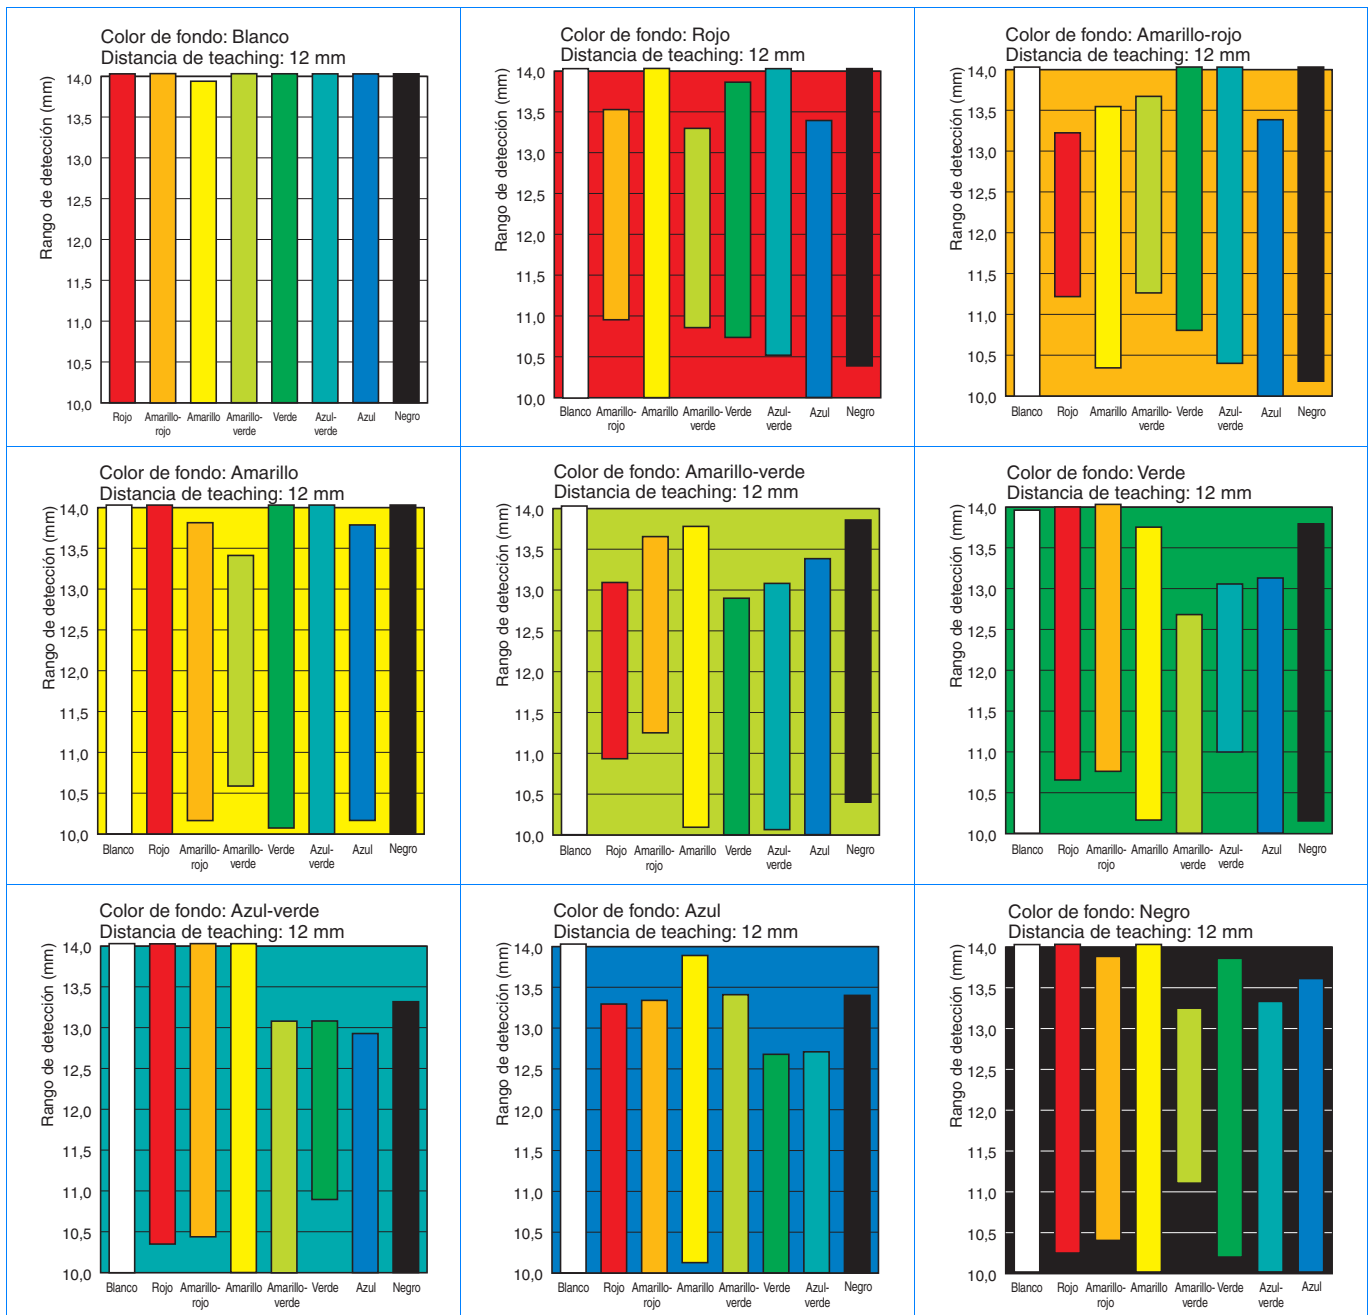 Color de fondo: Blanco
Distancia de teaching: 12 mm
Rango de detección (mm)
14,0
13,5
13,0
12,5
12,0
11,5
11,0
10,5
10,0
Rojo Amarillo- Amarillo Amarillo- Verde Azul- Azul Negro
rojo verde verde
Color de fondo: Rojo
Distancia de teaching: 12 mm
Rango de detección (mm)
14,0
13,5
13,0
12,5
12,0
11,5
11,0
10,5
10,0
Blanco Amarillo- Amarillo Amarillo- Verde Azul- Azul Negro
rojo verde verde
Color de fondo: Amarillo-rojo
Distancia de teaching: 12 mm
Rango de detección (mm)
14,0
13,5
13,0
12,5
12,0
11,5
11,0
10,5
10,0
Blanco Rojo Amarillo Amarillo- Verde Azul- Azul Negro
verde verde
Color de fondo: Amarillo
Distancia de teaching: 12 mm
Rango de detección (mm)
14,0
13,5
13,0
12,5
12,0
11,5
11,0
10,5
10,0
Blanco Rojo Amarillo- Amarillo- Verde Azul- Azul Negro
rojo verde verde
Color de fondo: Amarillo-verde
Distancia de teaching: 12 mm
Rango de detección (mm)
14,0
13,5
13,0
12,5
12,0
11,5
11,0
10,5
10,0
Blanco Rojo Amarillo- Amarillo Verde Azul- Azul Negro
rojo verde
Color de fondo: Verde
Distancia de teaching: 12 mm
Rango de detección (mm)
14,0
13,5
13,0
12,5
12,0
11,5
11,0
10,5
10,0
Blanco Rojo Amarillo- Amarillo Amarillo- Azul- Azul Negro
rojo verde verde
Color de fondo: Azul-verde
Distancia de teaching: 12 mm
Rango de detección (mm)
14,0
13,5
13,0
12,5
12,0
11,5
11,0
10,5
10,0
Blanco Rojo Amarillo- Amarillo Amarillo- Verde Azul Negro
rojo verde
Color de fondo: Azul
Distancia de teaching: 12 mm
Rango de detección (mm)
14,0
13,5
13,0
12,5
12,0
11,5
11,0
10,5
10,0
Blanco Rojo Amarillo- Amarillo Amarillo- Verde Azul- Negro
rojo verde verde
Color de fondo: Negro
Distancia de teaching: 12 mm
Rango de detección (mm)
14,0
13,5
13,0
12,5
12,0
11,5
11,0
10,5
10,0
Blanco Rojo Amarillo- Amarillo Amarillo- Verde Azul- Azul
rojo verde verde